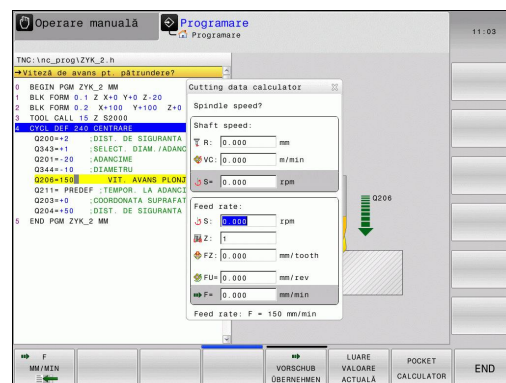 Operare manuală
Programare
Programare
11:03
TNC:\nc_prog\ZYK_2.h
→Viteză de avans pt. pătrundere?
0 BEGIN PGM ZYK_2 MM
1 BLK FORM 0.1 Z X+0 Y+0 Z-20
2 BLK FORM 0.2 X+100 Y+100 Z+0
3 TOOL CALL 15 Z S2000
4 CYCL DEF 240 CENTRARE
Q200=+2 ;DIST. DE SIGURANTA
Q343=+1 ;SELECT. DIAM./ADANC
Q201=-20 ;ADANCIME
Q344=-10 ;DIAMETRU
Q206=150 VIT. AVANS PLONJ
Q211= PREDEF ;TEMPOR. LA ADANCI
Q203=+0 ;COORDONATA SUPRAFAT
Q204=+50 ;DIST. DE SIGURANTA
5 END PGM ZYK_2 MM
Cutting data calculator
Spindle speed?
Shaft speed:
R: 0.000 mm
VC: 0.000 m/min
S= 0.000 rpm
Feed rate:
S: 0.000 rpm
Z: 1
FZ: 0.000 mm/tooth
FU= 0.000 mm/rev
F= 0.000 mm/min
Feed rate: F = 150 mm/min
Q206
F
MM/MIN
VORSCHUB
ÜBERNEHMEN
LUARE
VALOARE
ACTUALĂ
POCKET
CALCULATOR
END